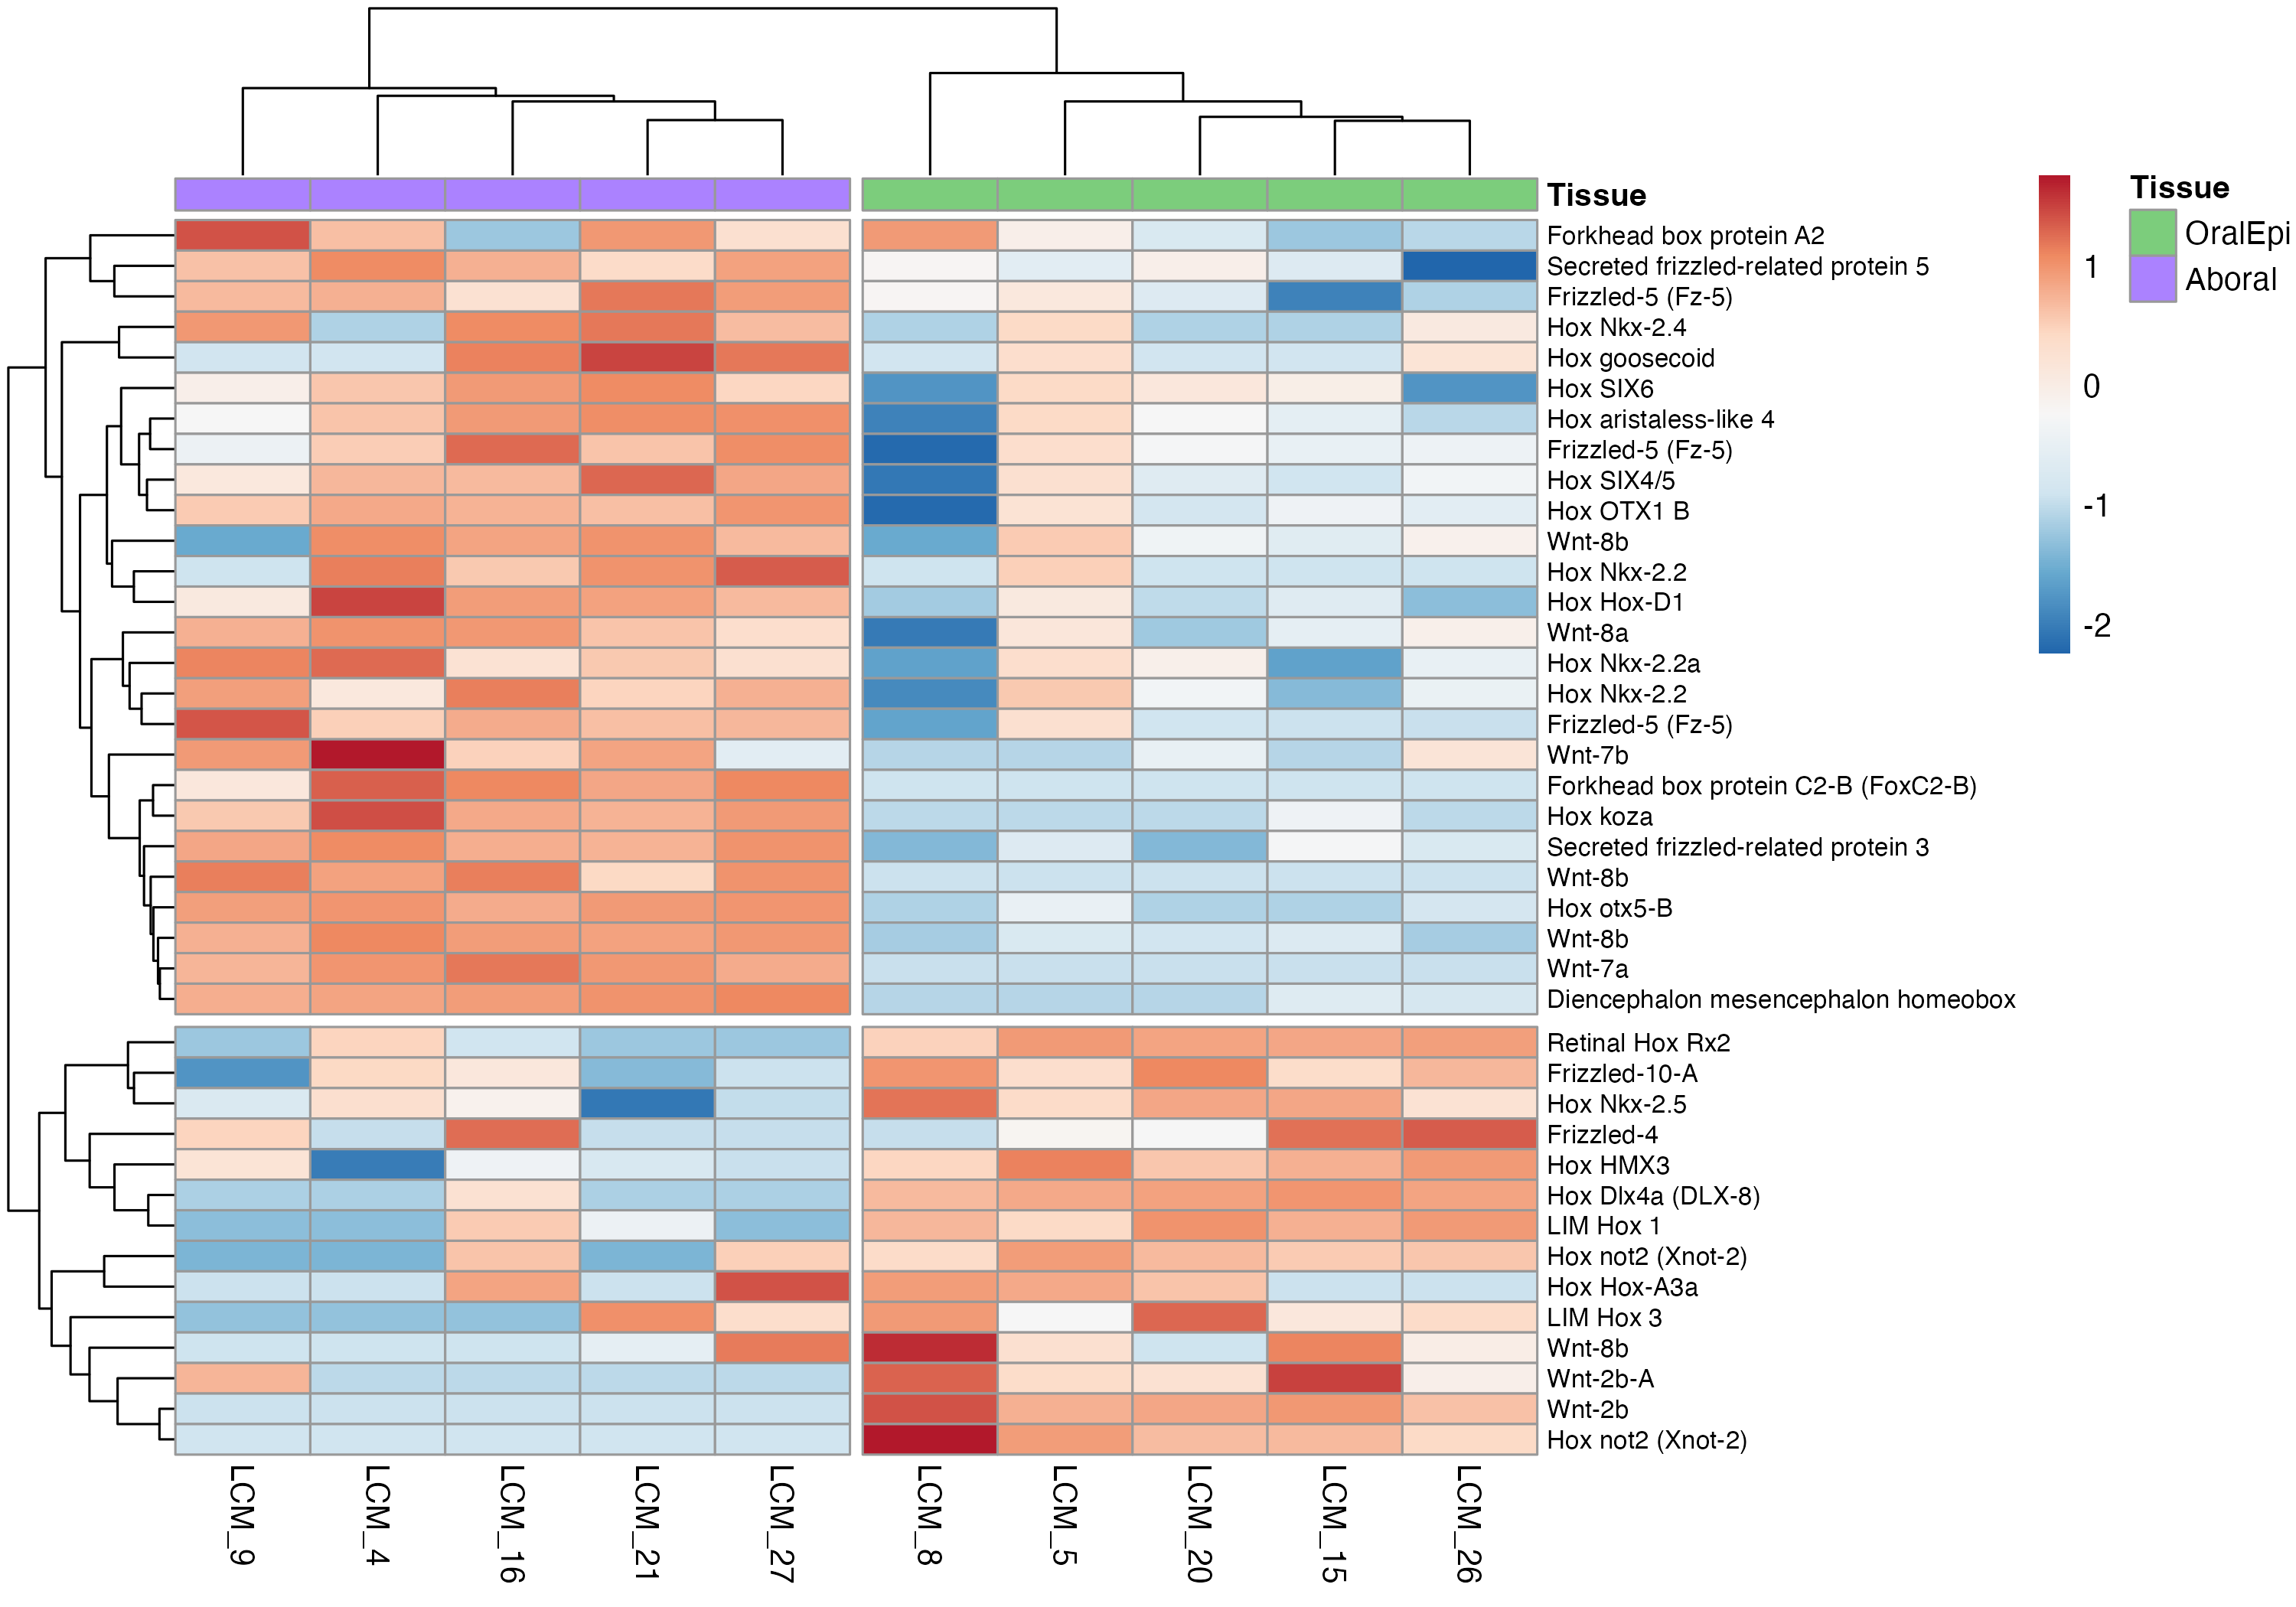 Tissue
Forkhead box protein A2
Secreted frizzled-related protein 5
Frizzled-5 (Fz-5)
Hox Nkx-2.4
Hox goosecoid
Hox SIX6
Hox aristaless-like 4
Frizzled-5 (Fz-5)
Hox SIX4/5
Hox OTX1 B
Wnt-8b
Hox Nkx-2.2
Hox Hox-D1
Wnt-8a
Hox Nkx-2.2a
Hox Nkx-2.2
Frizzled-5 (Fz-5)
Wnt-7b
Forkhead box protein C2-B (FoxC2-B)
Hox koza
Secreted frizzled-related protein 3
Wnt-8b
Hox otx5-B
Wnt-8b
Wnt-7a
Diencephalon mesencephalon homeobox
Retinal Hox Rx2
Frizzled-10-A
Hox Nkx-2.5
Frizzled-4
Hox HMX3
Hox Dlx4a (DLX-8)
LIM Hox 1
Hox not2 (Xnot-2)
Hox Hox-A3a
LIM Hox 3
Wnt-8b
Wnt-2b-A
Wnt-2b
Hox not2 (Xnot-2)
LCM_9
LCM_4
LCM_16
LCM_21
LCM_27
LCM_8
LCM_5
LCM_20
LCM_15
LCM_26
1
0
-1
-2
Tissue
OralEpi
Aboral